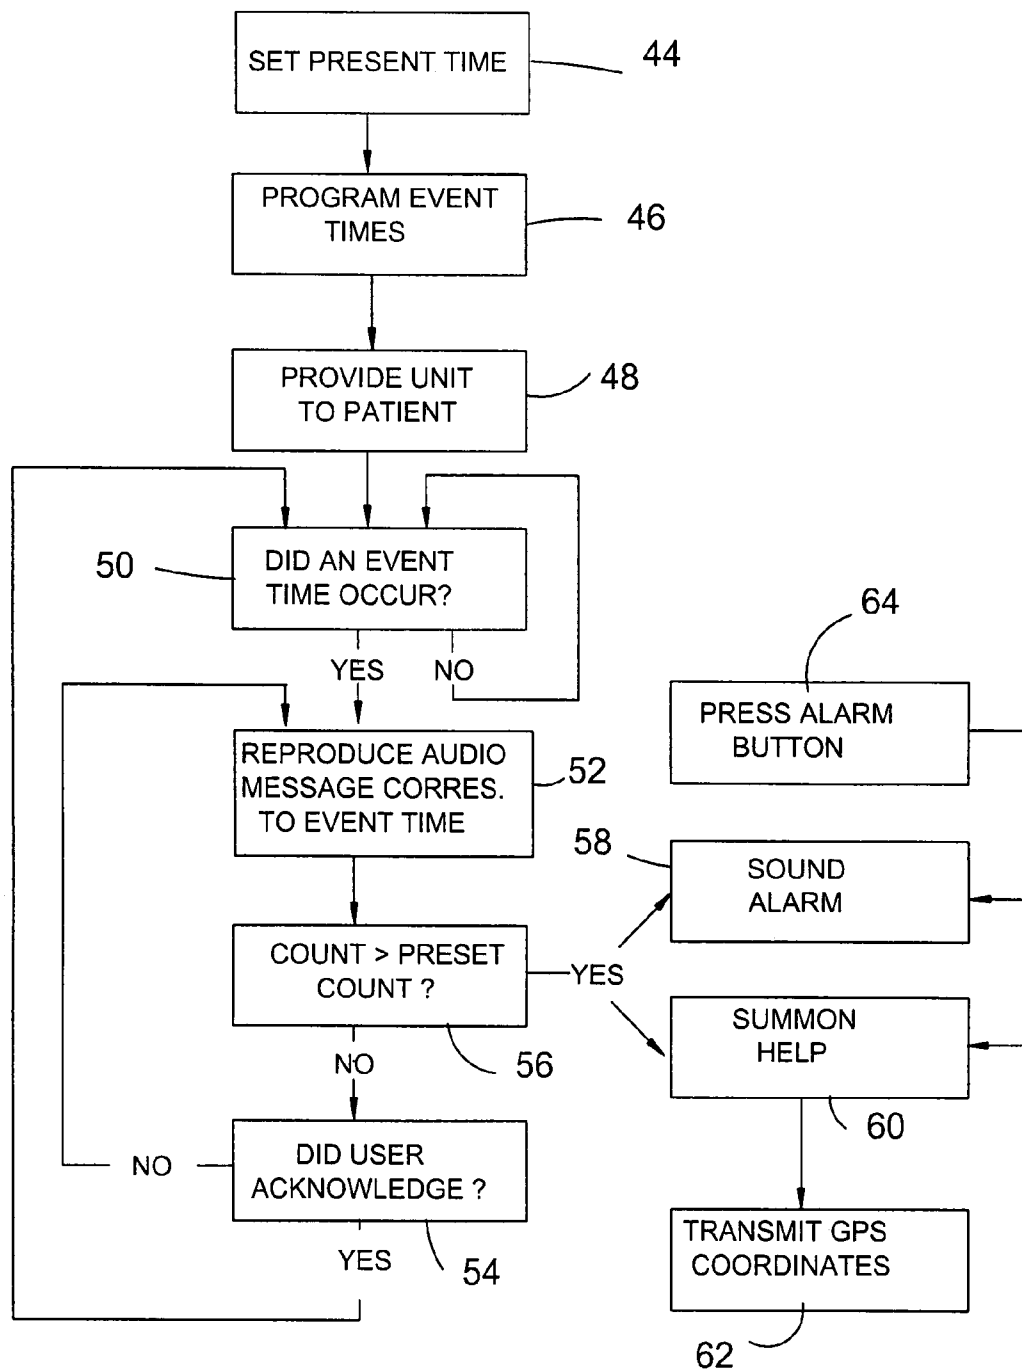 SET PRESENT TIME
44
PROGRAM EVENT
TIMES
46
PROVIDE UNIT
TO PATIENT
48
DID AN EVENT
TIME OCCUR?
50
YES
NO
REPRODUCE AUDIO
MESSAGE CORRES.
TO EVENT TIME
52
COUNT > PRESET
COUNT ?
56
YES
NO
DID USER
ACKNOWLEDGE ?
54
NO
YES
64
PRESS ALARM
BUTTON
58
SOUND
ALARM
SUMMON
HELP
60
TRANSMIT GPS
COORDINATES
62